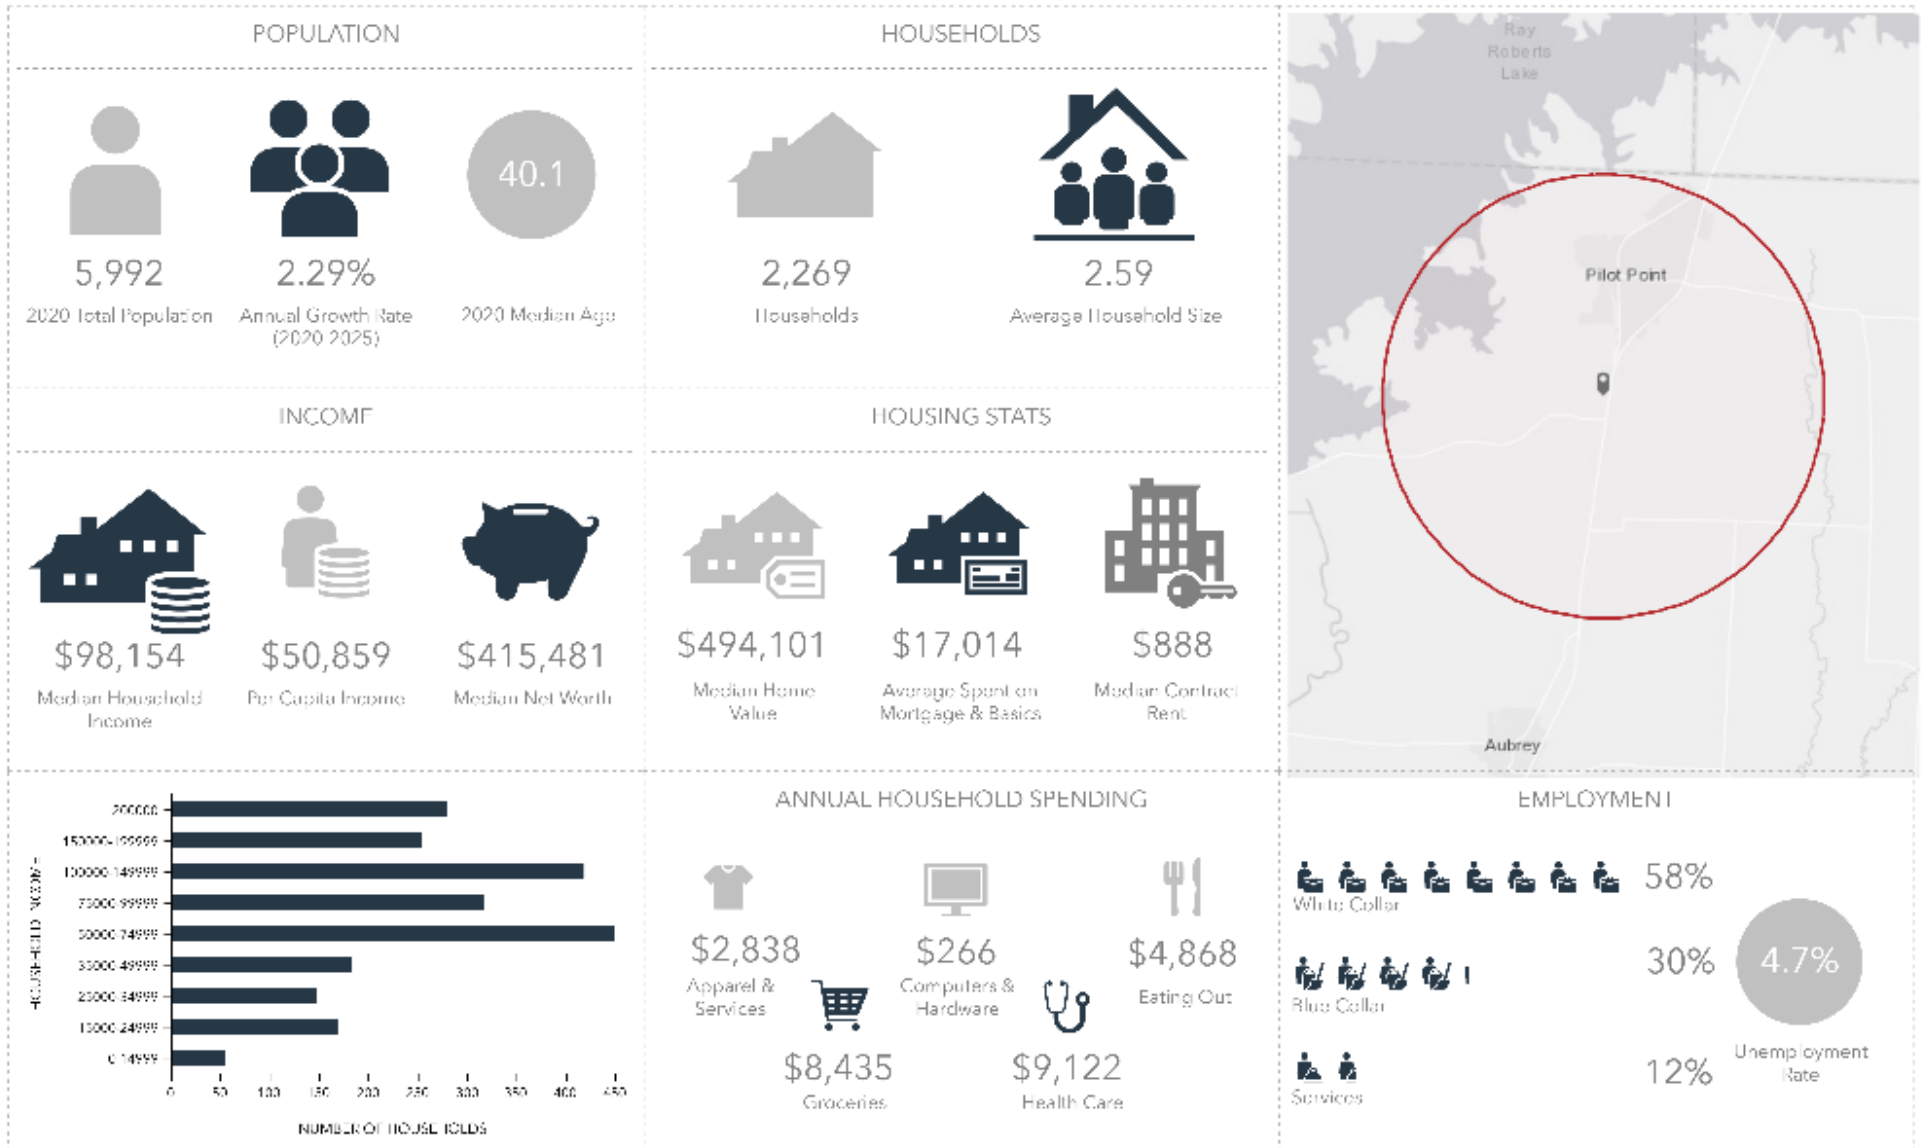 POPULATION
5,992
2020 Total Population
2.29%
Annual Growth Rate
(2020-2025)
40.1
2020 Median Age
HOUSEHOLDS
2,269
Households
2.59
Average Household Size
Ray
Roberts
Lake
Pilot Point
Aubrey
INCOME
$98,154
Median Household
Income
$50,859
Per Capita Income
$415,481
Median Net Worth
HOUSING STATS
$494,101
Median Home
Value
$17,014
Average Spent on
Mortgage & Basics
$888
Median Contract
Rent
HOUSEHOLD INCOME
200000
150000-199999
100000-149999
75000-99999
50000-74999
35000-49999
25000-34999
15000-24999
0-14999
0 50 100 150 200 250 300 350 400 450
NUMBER OF HOUSEHOLDS
ANNUAL HOUSEHOLD SPENDING
$2,838
Apparel &
Services
$266
Computers &
Hardware
$4,868
Eating Out
$8,435
Groceries
$9,122
Health Care
EMPLOYMENT
58%
White Collar
30%
Blue Collar
12%
Services
4.7%
Unemployment
Rate